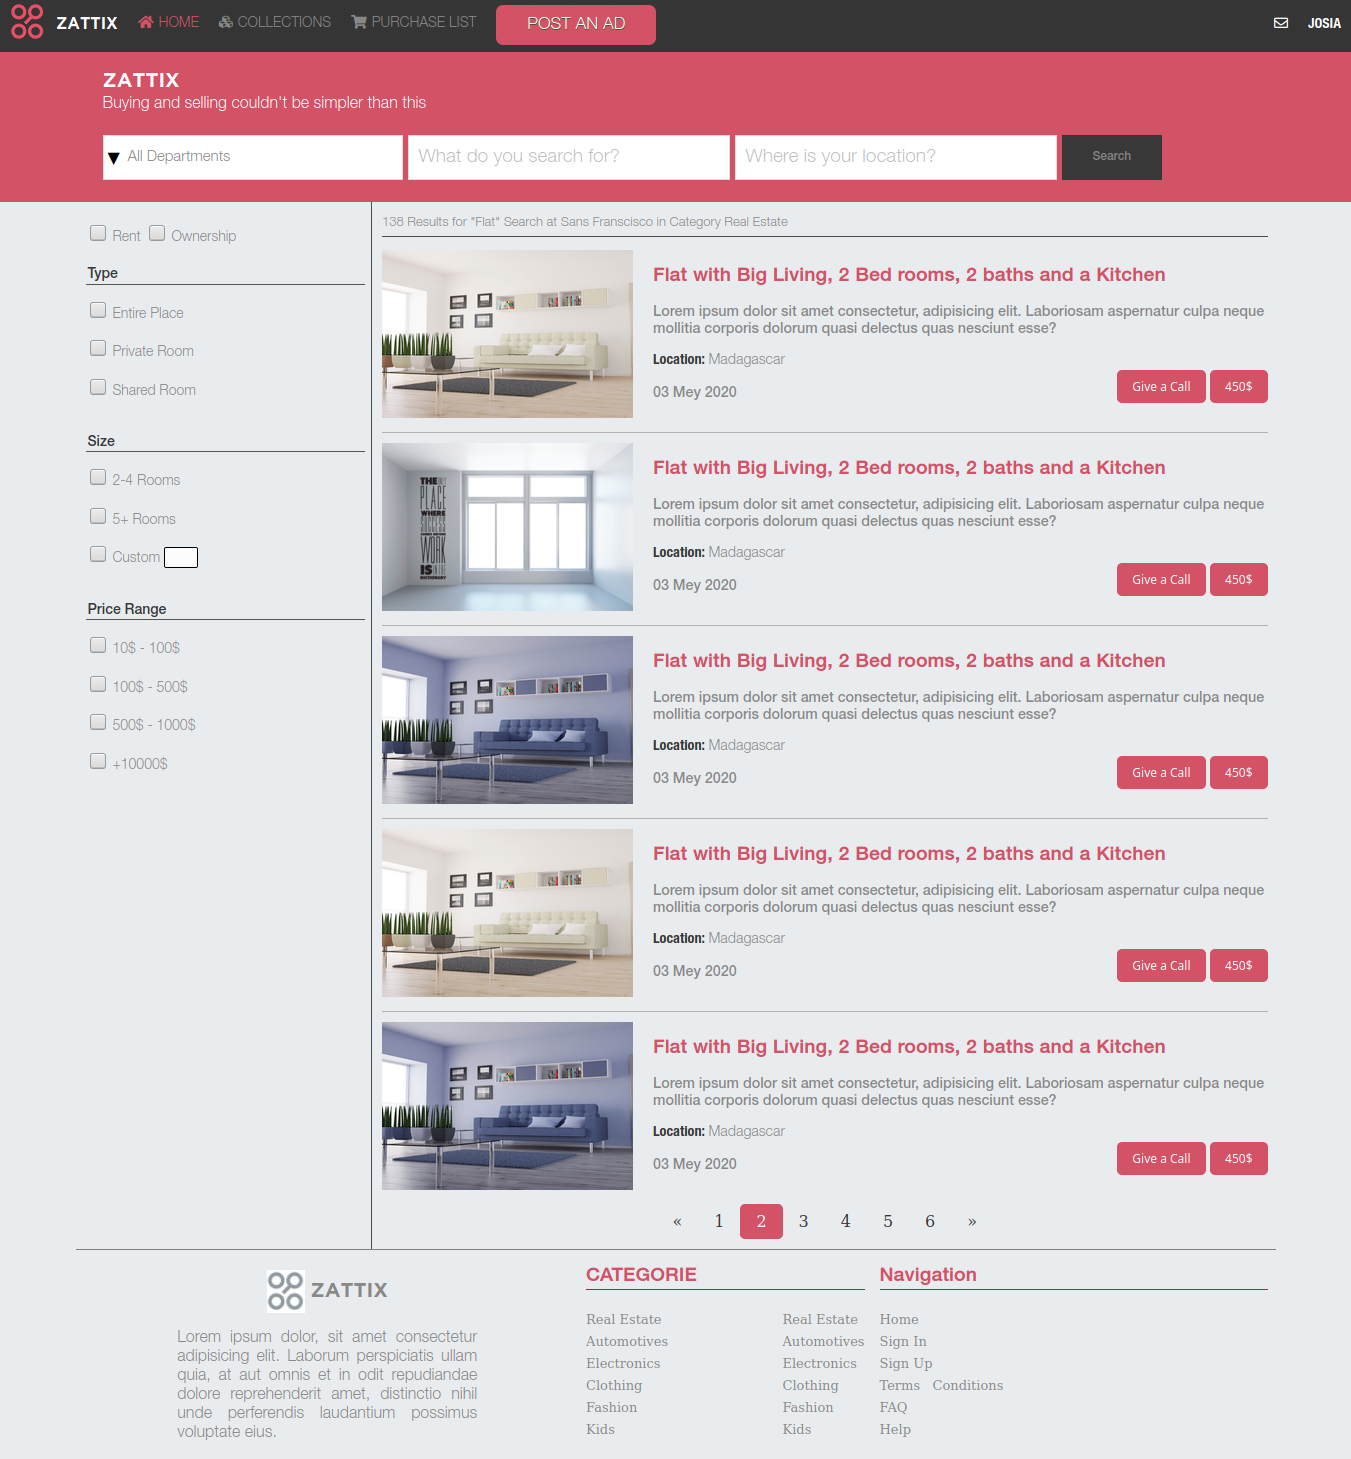 ZATTIX HOME COLLECTIONS PURCHASE LIST POST AN AD JOSIA
ZATTIX
Buying and selling couldn't be simpler than this
▼ All Departments What do you search for? Where is your location? Search
Rent Ownership
Type
Entire Place
Private Room
Shared Room
Size
2-4 Rooms
5+ Rooms
Custom
Price Range
10$ - 100$
100$ - 500$
500$ - 1000$
+10000$
138 Results for "Flat" Search at Sans Franscisco in Category Real Estate
Flat with Big Living, 2 Bed rooms, 2 baths and a Kitchen
Lorem ipsum dolor sit amet consectetur, adipisicing elit. Laboriosam aspernatur culpa neque
mollitia corporis dolorum quasi delectus quas nesciunt esse?
Location: Madagascar
03 Mey 2020 Give a Call 450$
THE
PLACE
WHERE
SUCCESS
WORK
IS
DICTIONARY
Flat with Big Living, 2 Bed rooms, 2 baths and a Kitchen
Lorem ipsum dolor sit amet consectetur, adipisicing elit. Laboriosam aspernatur culpa neque
mollitia corporis dolorum quasi delectus quas nesciunt esse?
Location: Madagascar
03 Mey 2020 Give a Call 450$
Flat with Big Living, 2 Bed rooms, 2 baths and a Kitchen
Lorem ipsum dolor sit amet consectetur, adipisicing elit. Laboriosam aspernatur culpa neque
mollitia corporis dolorum quasi delectus quas nesciunt esse?
Location: Madagascar
03 Mey 2020 Give a Call 450$
Flat with Big Living, 2 Bed rooms, 2 baths and a Kitchen
Lorem ipsum dolor sit amet consectetur, adipisicing elit. Laboriosam aspernatur culpa neque
mollitia corporis dolorum quasi delectus quas nesciunt esse?
Location: Madagascar
03 Mey 2020 Give a Call 450$
Flat with Big Living, 2 Bed rooms, 2 baths and a Kitchen
Lorem ipsum dolor sit amet consectetur, adipisicing elit. Laboriosam aspernatur culpa neque
mollitia corporis dolorum quasi delectus quas nesciunt esse?
Location: Madagascar
03 Mey 2020 Give a Call 450$
« 1 2 3 4 5 6 »
ZATTIX
Lorem ipsum dolor, sit amet consectetur
adipisicing elit. Laborum perspiciatis ullam
quia, at aut omnis et in odit repudiandae
dolore reprehenderit amet, distinctio nihil
unde perferendis laudantium possimus
voluptate eius.
CATEGORIE
Real Estate Real Estate
Automotives Automotives
Electronics Electronics
Clothing Clothing
Fashion Fashion
Kids Kids
Navigation
Home
Sign In
Sign Up
Terms Conditions
FAQ
Help